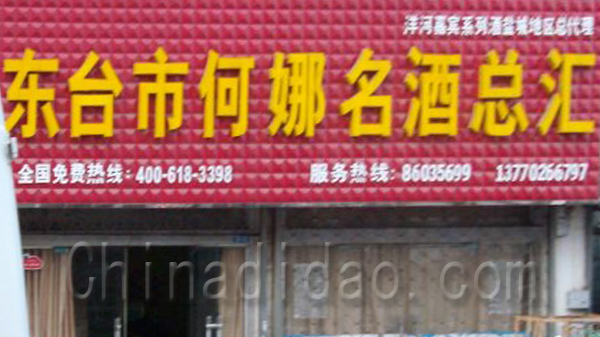 洋河嘉宾系列酒盐城地区总代理
东台市何娜名酒总汇
全国免费热线:400-618-3398 服务热线:86035699 13770266797
Chinadidao.com